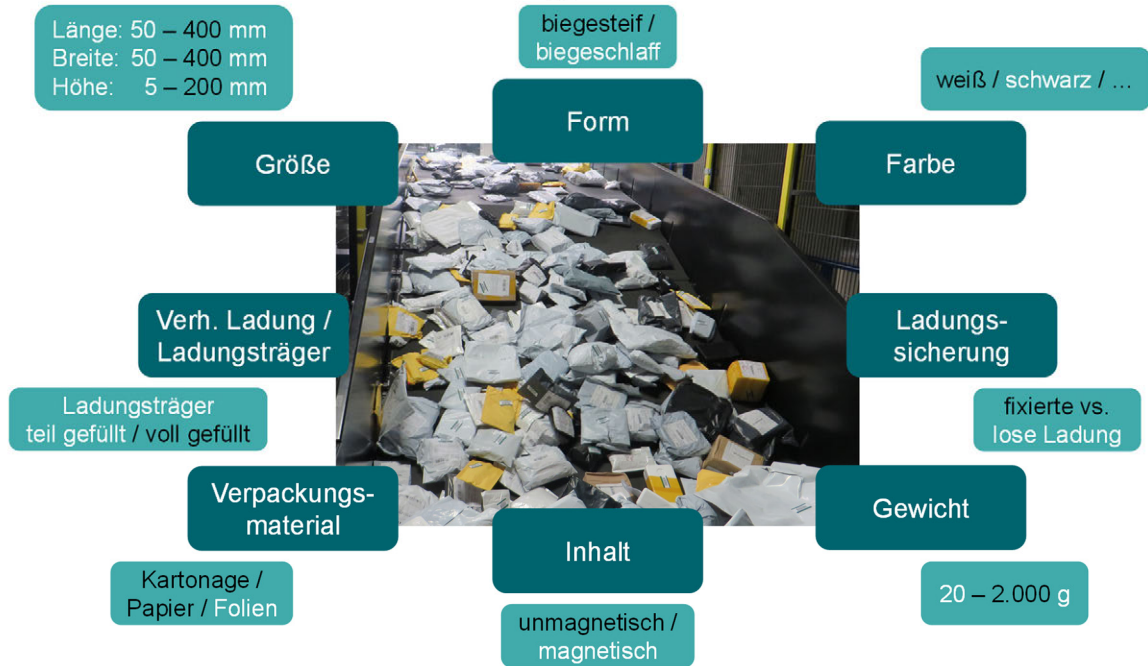 Länge: 50 – 400 mm
Breite: 50 – 400 mm
Höhe: 5 – 200 mm
Größe
biegesteif /
biegeschlaff
Form
weiß / schwarz / ...
Farbe
Verh. Ladung /
Ladungsträger
Ladungsträger
teil gefüllt / voll gefüllt
Ladungs-
sicherung
fixierte vs.
lose Ladung
Verpackungs-
material
Kartonage /
Papier / Folien
Inhalt
unmagnetisch /
magnetisch
Gewicht
20 – 2.000 g